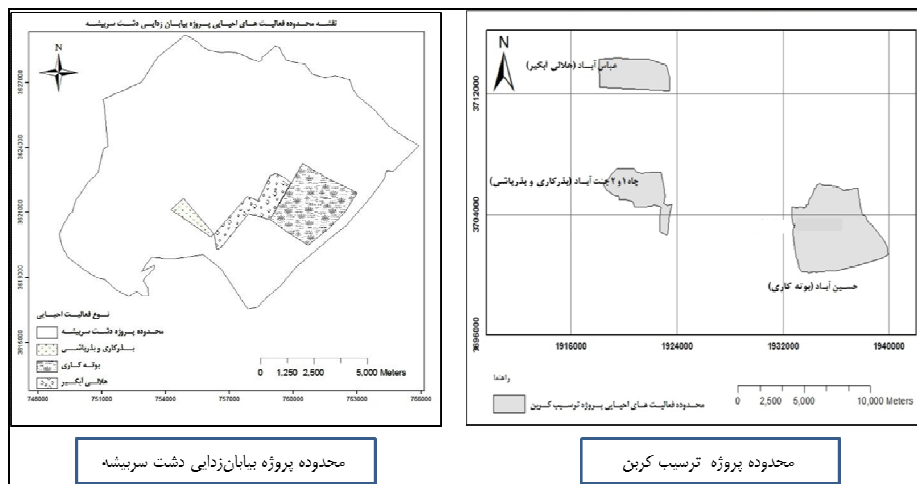 نقشه محدوده فعالیت های احیایی پروژه بیابان زدایی دشت سربیشه
N
3627000
3624000
3621000
3618000
3615000
نوع فعالیت احیایی
محدوده پروژه دشت سربیشه
بذرکاری و بذرپاشی
بوته کاری
هلالی آبگیر
0 1,250 2,500 5,000 Meters
748000 751000 754000 757000 760000 763000 766000
محدوده پروژه بیابان‌زدایی دشت سربیشه
N
عباس آباد (هلالی آبگیر)
3712000
چاه ۱ و ۲ جنت آباد (بذرکاری و بذرپاشی)
3704000
حسین آباد (بوته کاری)
3696000
1916000 1924000 1932000 1940000
راهنما
محدوده فعالیت های احیایی پروژه ترسیب کربن
0 2,500 5,000 10,000 Meters
محدوده پروژه ترسیب کربن